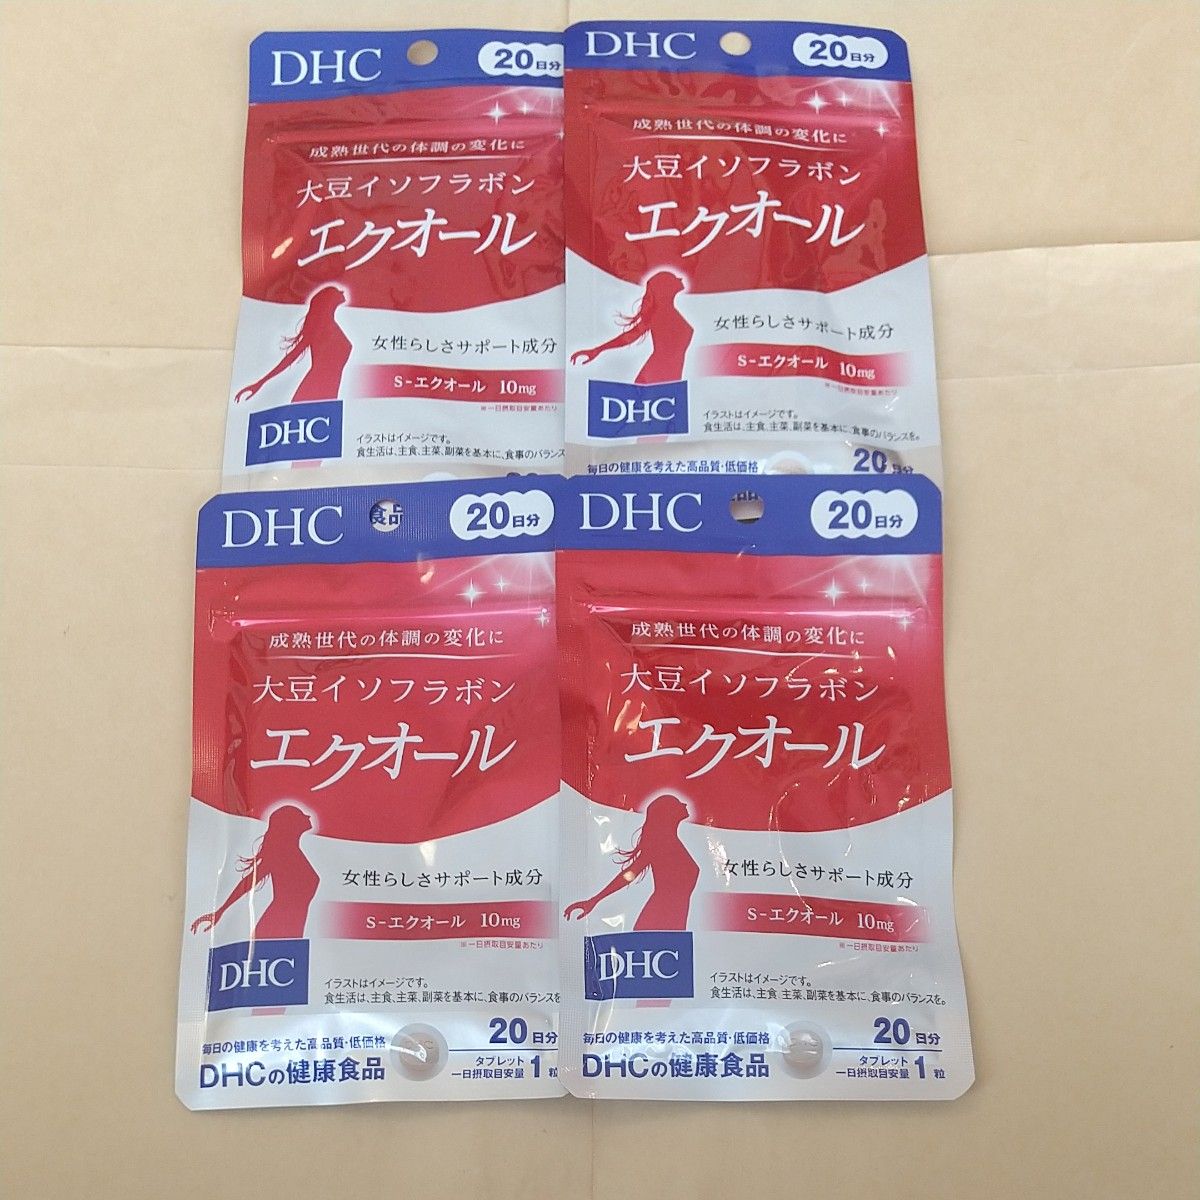 DHC
20日分
成熟世代の体調の変化に
大豆イソフラボン
エクオール
女性らしさサポート成分
S-エクオール 10mg
※一日摂取目安量あたり
DHC
イラストはイメージです。
食生活は、主食、主菜、副菜を基本に、食事のバランス
DHC
20日分
成熟世代の体調の変化に
大豆イソフラボン
エクオール
女性らしさサポート成分
S-エクオール 10mg
※一日摂取目安量あたり
DHC
イラストはイメージです。
食生活は、主食、主菜、副菜を基本に、食事のバランスを。
毎日の健康を考えた高品質・低価格
20日分
DHC
食品
20日分
成熟世代の体調の変化に
大豆イソフラボン
エクオール
女性らしさサポート成分
S-エクオール 10mg
※一日摂取目安量あたり
DHC
イラストはイメージです。
食生活は、主食、主菜、副菜を基本に、食事のバランスを
毎日の健康を考えた高品質・低価格
DHCの健康食品
20日分
タブレット
一日摂取目安量 1粒
DHC
20日分
成熟世代の体調の変化に
大豆イソフラボン
エクオール
女性らしさサポート成分
S-エクオール 10mg
※一日摂取目安量あたり
DHC
イラストはイメージです。
食生活は、主食、主菜、副菜を基本に、食事のバランスを。
毎日の健康を考えた高品質・低価格
DHCの健康食品
20日分
タブレット
一日摂取目安量 1粒